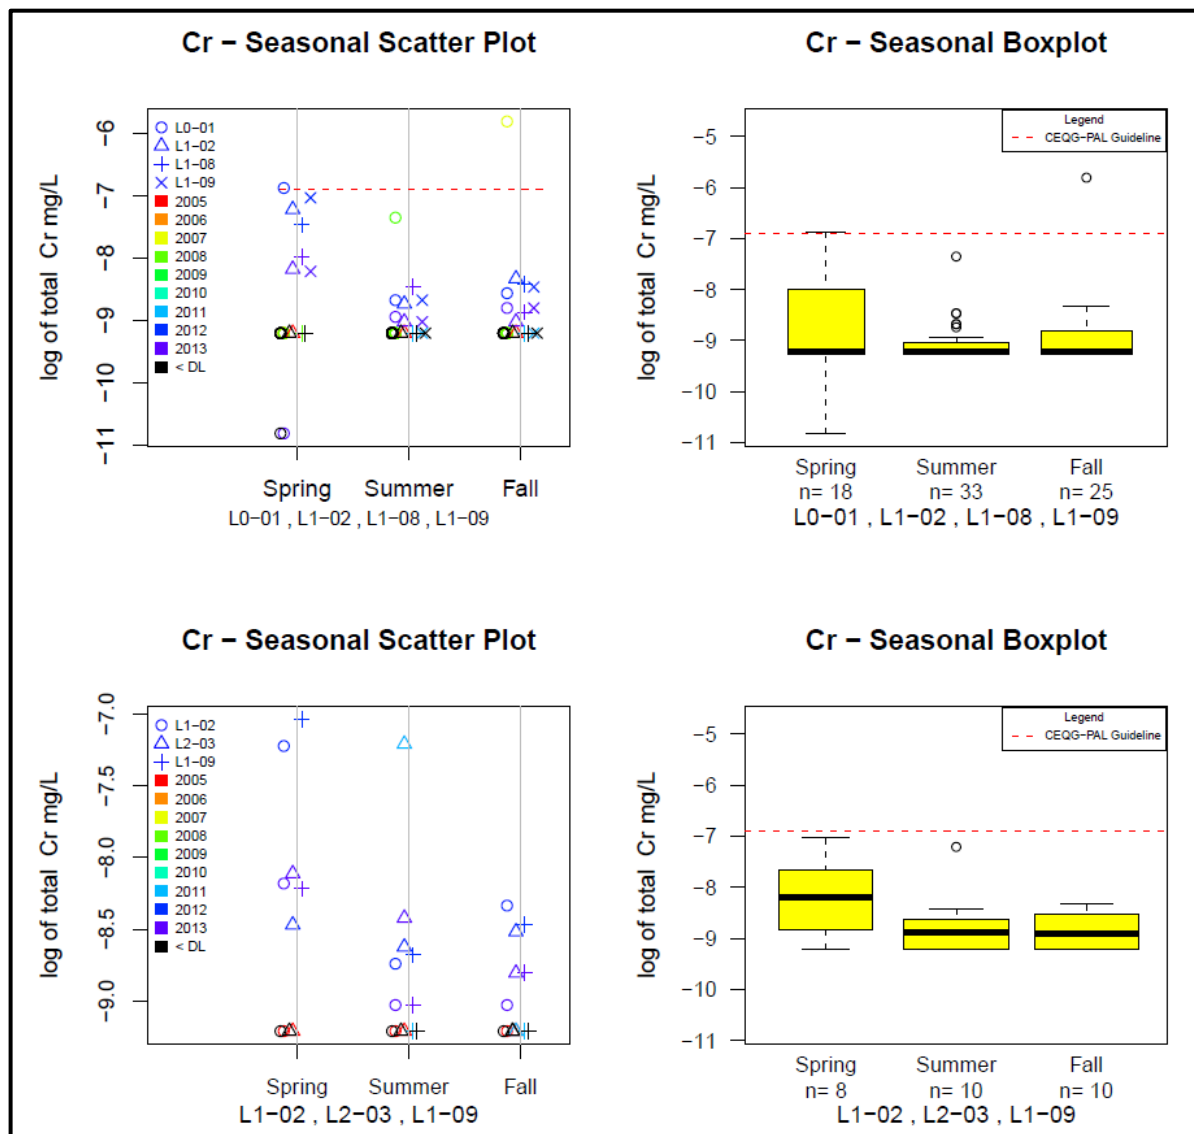 Cr − Seasonal Scatter Plot
log of total Cr mg/L
−6
−7
−8
−9
−10
−11
L0−01
L1−02
L1−08
L1−09
2005
2006
2007
2008
2009
2010
2011
2012
2013
< DL
Spring Summer Fall
L0−01 , L1−02 , L1−08 , L1−09
Cr − Seasonal Boxplot
log of total Cr mg/L
−5
−6
−7
−8
−9
−10
−11
Legend
CEQG−PAL Guideline
Spring Summer Fall
n= 18 n= 33 n= 25
L0−01 , L1−02 , L1−08 , L1−09
Cr − Seasonal Scatter Plot
log of total Cr mg/L
−7.0
−7.5
−8.0
−8.5
−9.0
L1−02
L2−03
L1−09
2005
2006
2007
2008
2009
2010
2011
2012
2013
< DL
Spring Summer Fall
L1−02 , L2−03 , L1−09
Cr − Seasonal Boxplot
log of total Cr mg/L
−5
−6
−7
−8
−9
−10
−11
Legend
CEQG−PAL Guideline
Spring Summer Fall
n= 8 n= 10 n= 10
L1−02 , L2−03 , L1−09